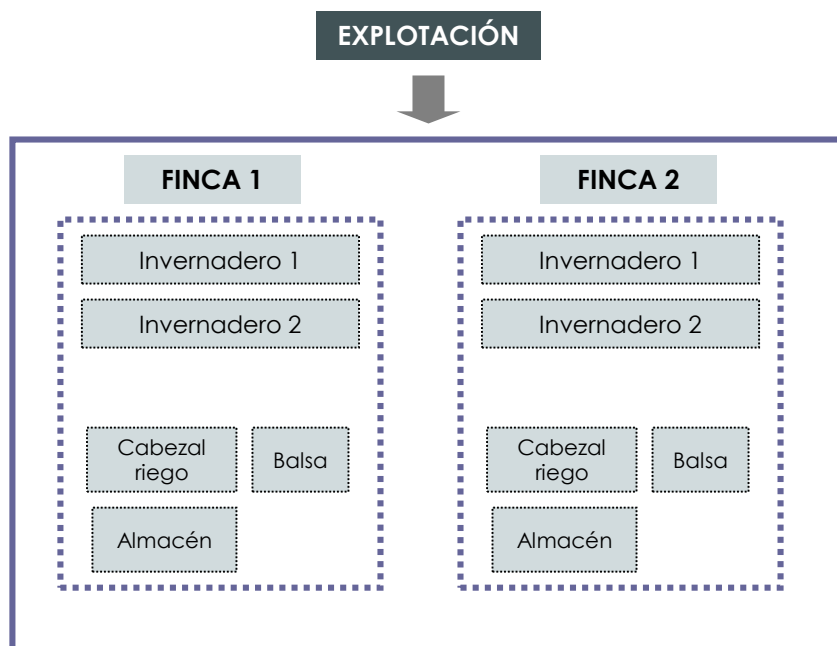 EXPLOTACIÓN
FINCA 1
Invernadero 1
Invernadero 2
Cabezal
riego
Balsa
Almacén
FINCA 2
Invernadero 1
Invernadero 2
Cabezal
riego
Balsa
Almacén